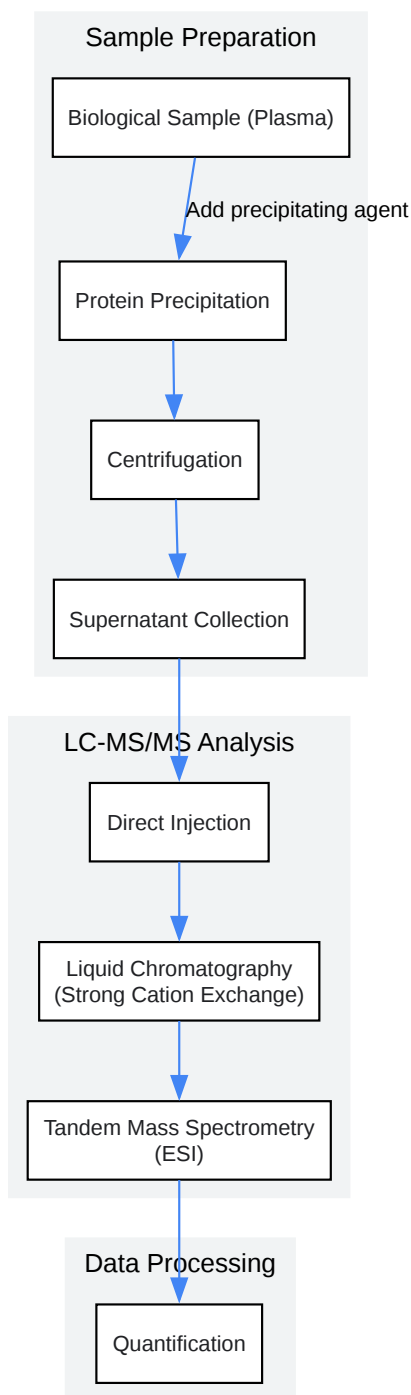 Sample Preparation
Biological Sample (Plasma)
Add precipitating agent
Protein Precipitation
Centrifugation
Supernatant Collection
LC-MS/MS Analysis
Direct Injection
Liquid Chromatography
(Strong Cation Exchange)
Tandem Mass Spectrometry
(ESI)
Data Processing
Quantification